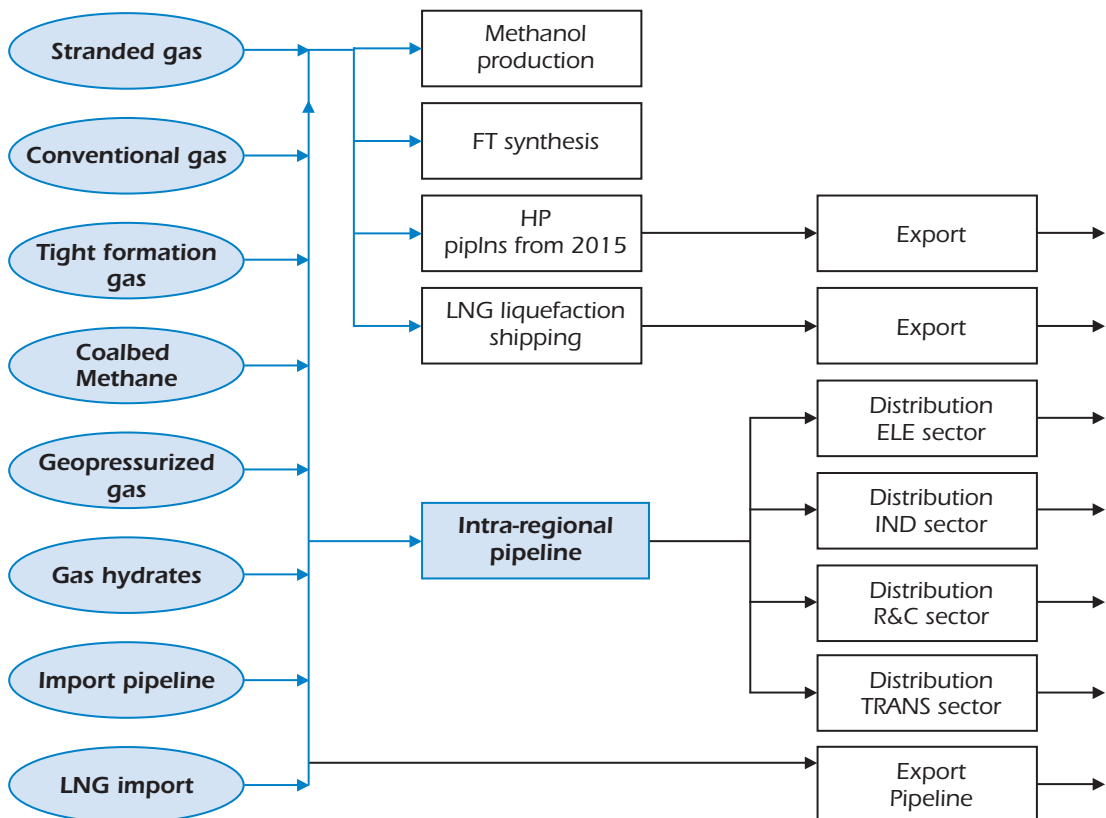 Stranded gas
Conventional gas
Tight formation
gas
Coalbed
Methane
Geopressurized
gas
Gas hydrates
Import pipeline
LNG import
Methanol
production
FT synthesis
HP
piplns from 2015
LNG liquefaction
shipping
Intra-regional
pipeline
Export
Export
Distribution
ELE sector
Distribution
IND sector
Distribution
R&C sector
Distribution
TRANS sector
Export
Pipeline